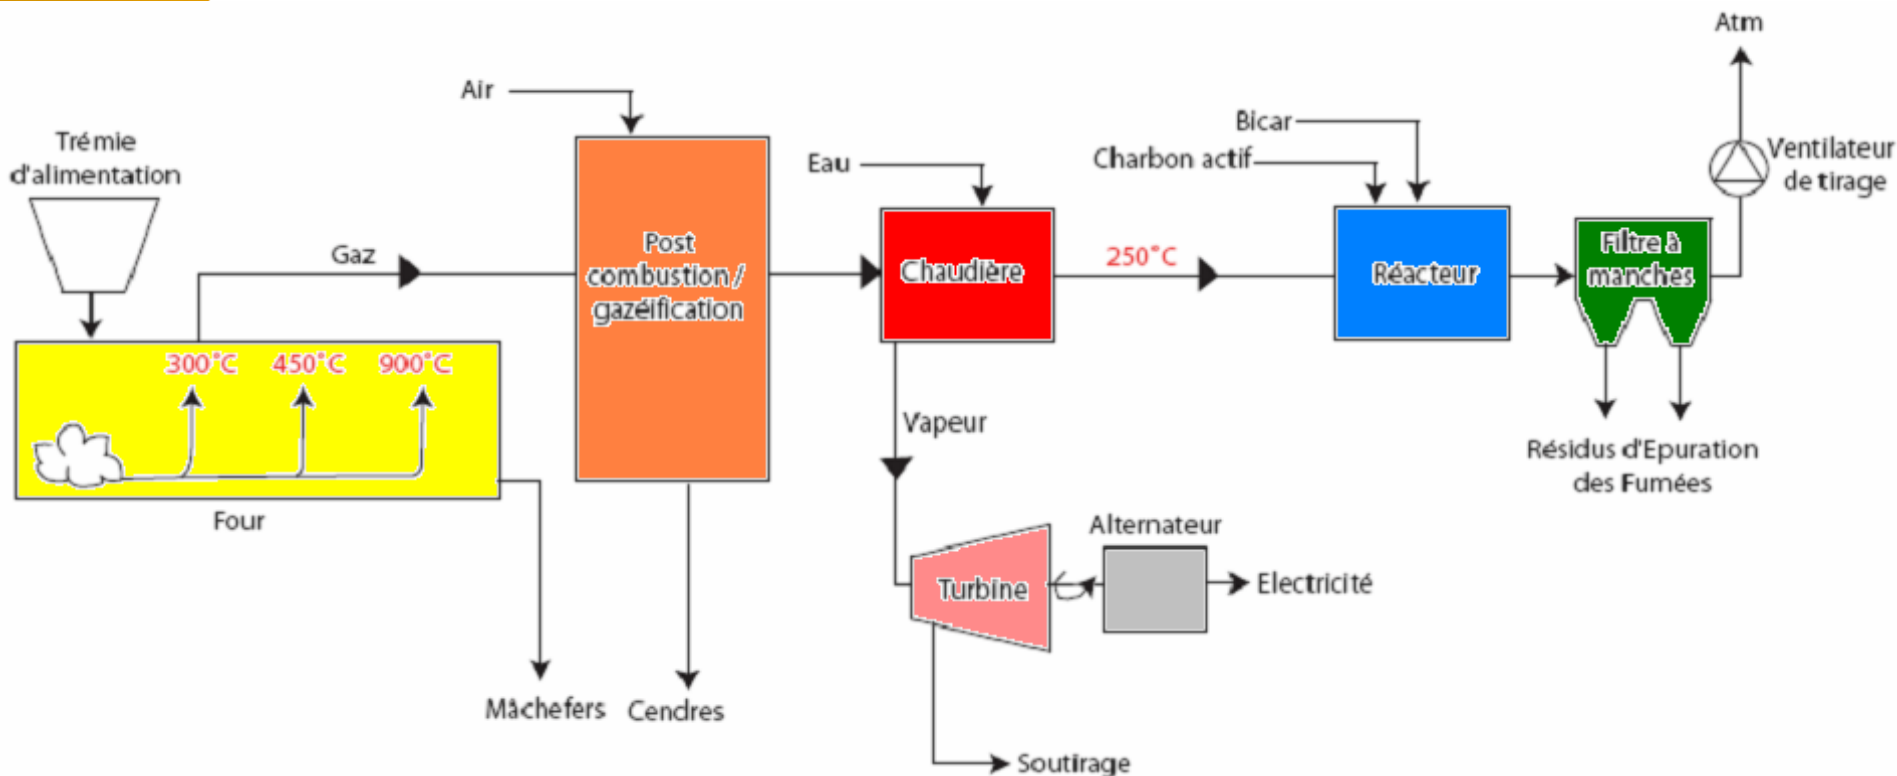 Atm
Air
Trémie
d'alimentation
Bicar
Charbon actif
Ventilateur
de tirage
Eau
Gaz
Post
combustion /
gazéification
Chaudière
250°C
Réacteur
Filtre à
manches
300°C 450°C 900°C
Four
Vapeur
Résidus d'Epuration
des Fumées
Alternateur
Turbine
Electricité
Mâchefers
Cendres
Soutirage